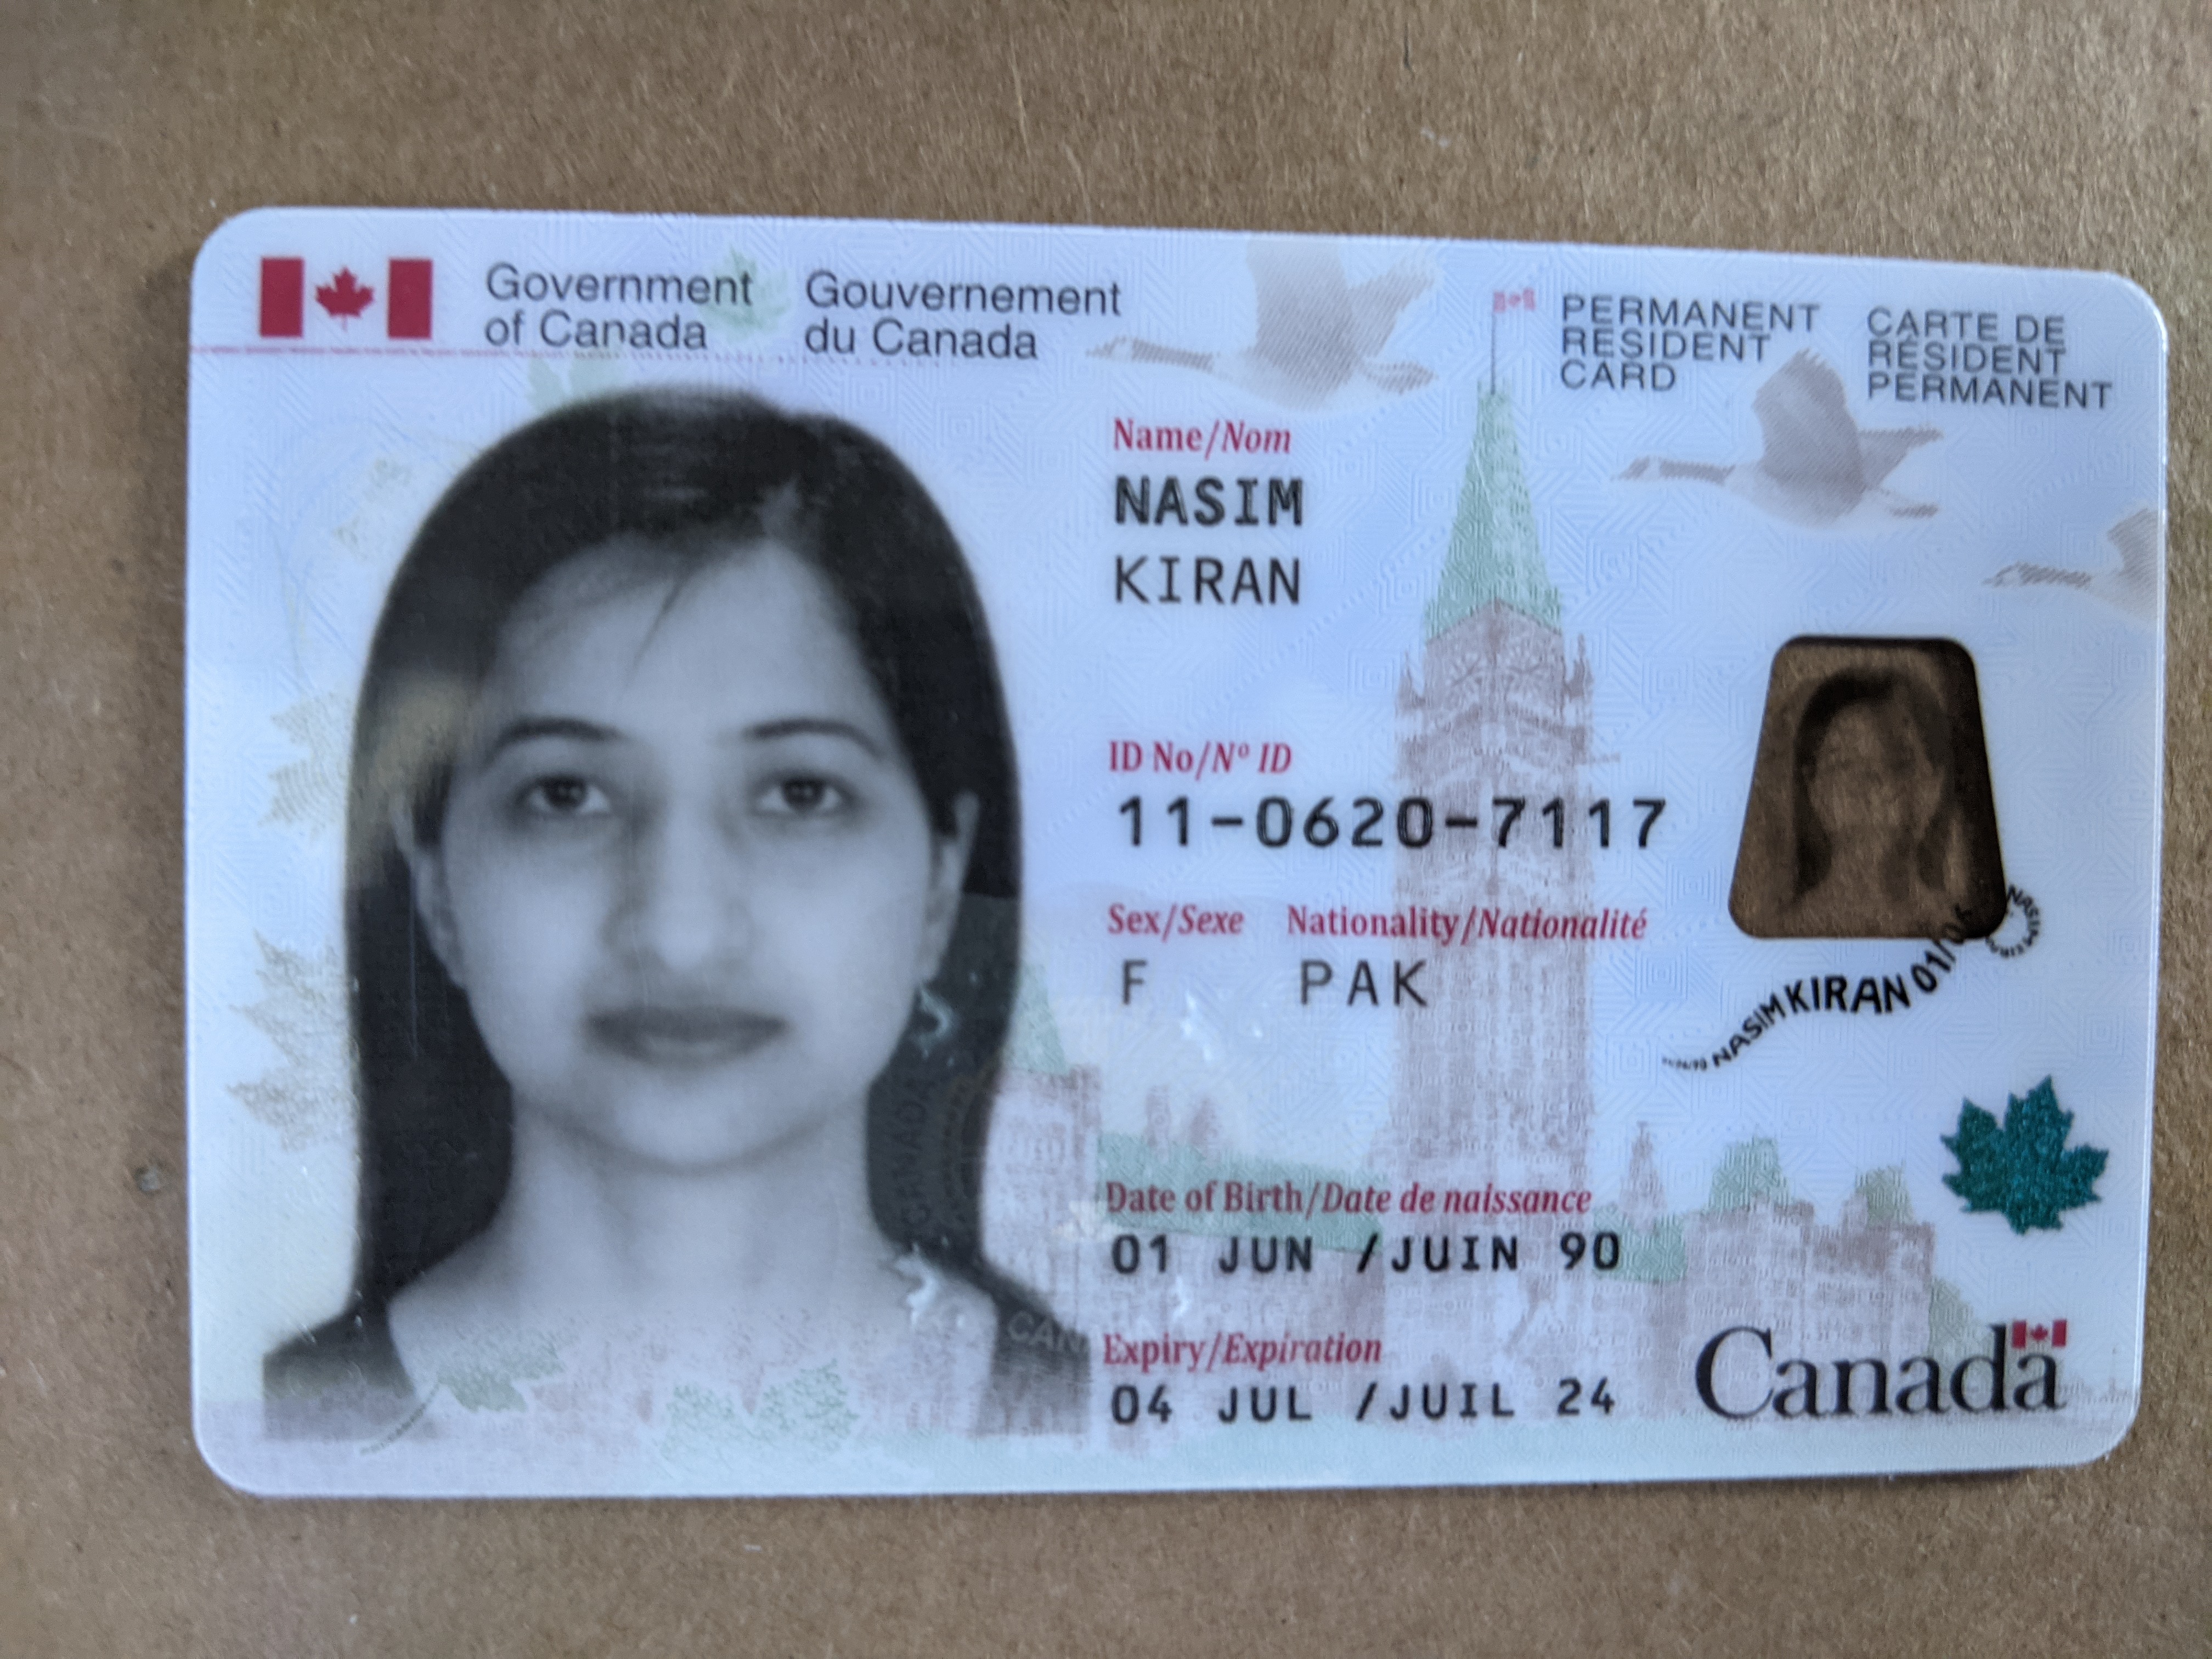 Government of Canada
Gouvernement du Canada
PERMANENT RESIDENT CARD
CARTE DE RÉSIDENT PERMANENT
Name/Nom
NASIM
KIRAN
ID No/Nº ID
11-0620-7117
Sex/Sexe Nationality/Nationalité
F PAK
Date of Birth/Date de naissance
01 JUN /JUIN 90
Expiry/Expiration
04 JUL /JUIL 24
NASIM KIRAN 01/
CANADA
CAN
Canada